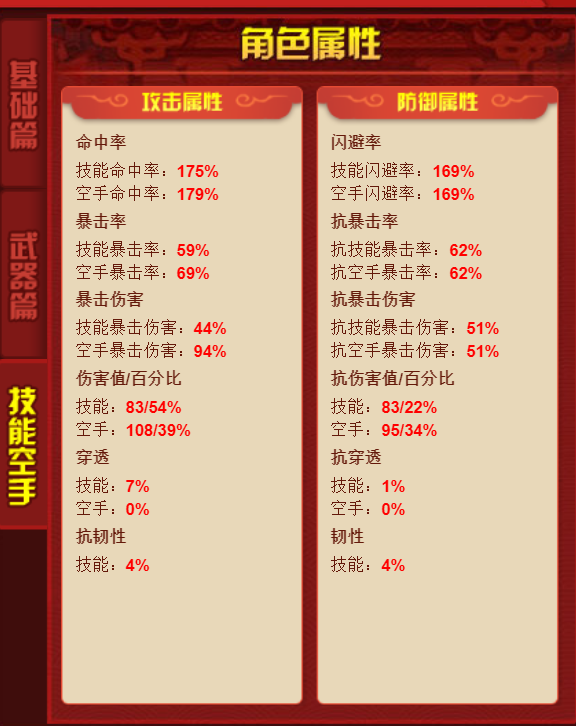 角色属性
基础篇
武器篇
技能空手
攻击属性
命中率
技能命中率：175%
空手命中率：179%
暴击率
技能暴击率：59%
空手暴击率：69%
暴击伤害
技能暴击伤害：44%
空手暴击伤害：94%
伤害值/百分比
技能：83/54%
空手：108/39%
穿透
技能：7%
空手：0%
抗韧性
技能：4%
防御属性
闪避率
技能闪避率：169%
空手闪避率：169%
抗暴击率
抗技能暴击率：62%
抗空手暴击率：62%
抗暴击伤害
抗技能暴击伤害：51%
抗空手暴击伤害：51%
抗伤害值/百分比
技能：83/22%
空手：95/34%
抗穿透
技能：1%
空手：0%
韧性
技能：4%